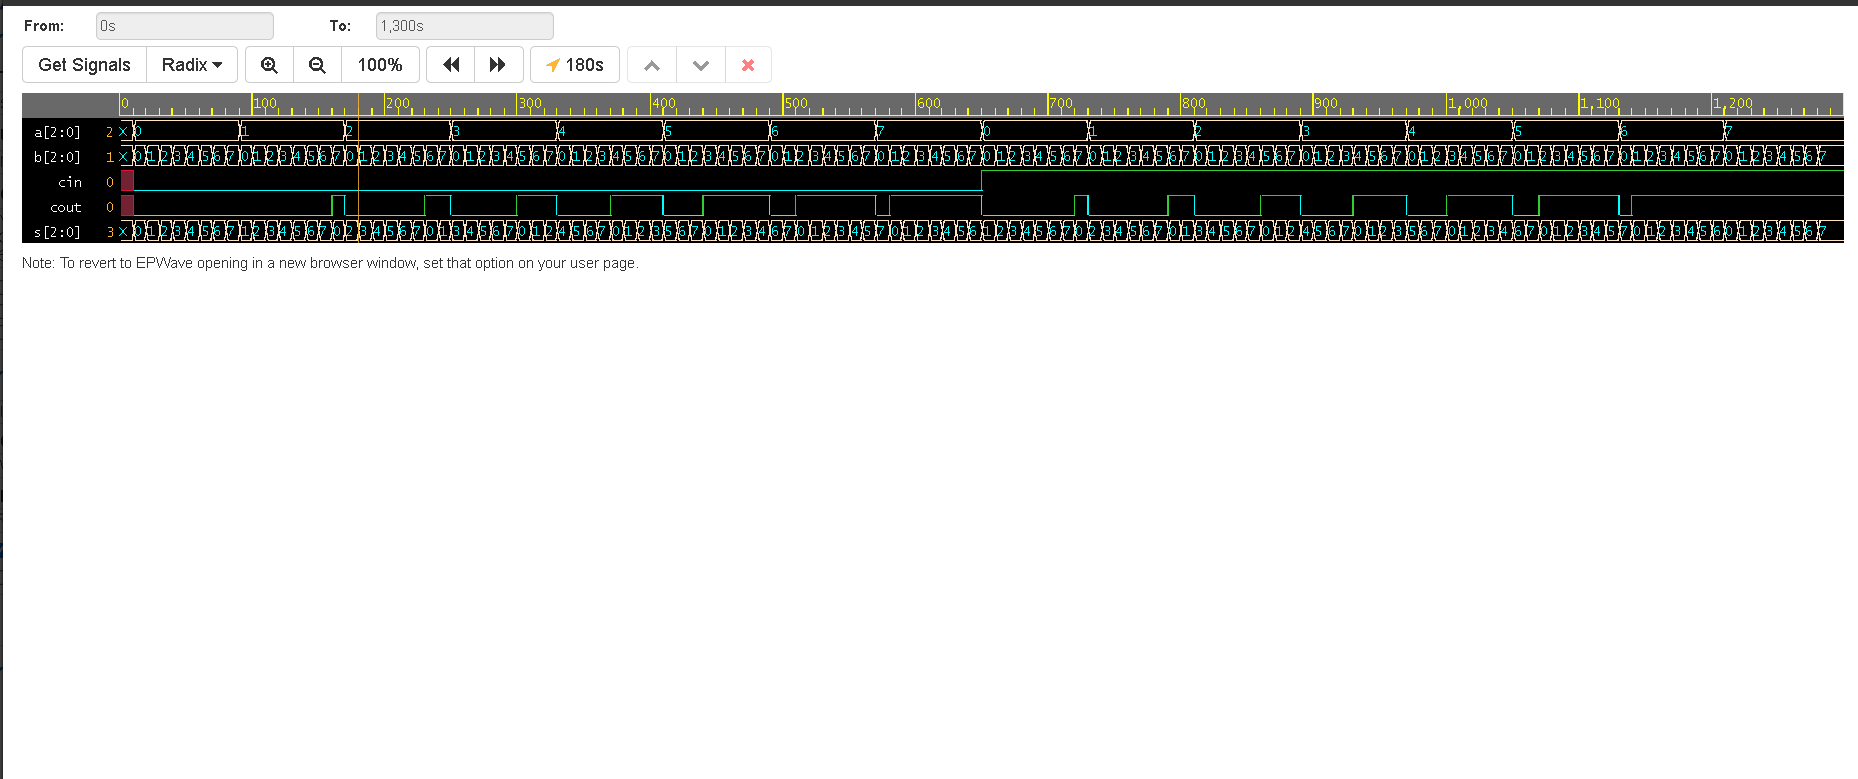 From: 0s To: 1,300s
Get Signals Radix 100% 180s
0 100 200 300 400 500 600 700 800 900 1,000 1,100 1,200
a[2:0] 2 X 0 1 2 3 4 5 6 7 0 1 2 3 4 5 6 7
b[2:0] 1 X 0 1 2 3 4 5 6 7 0 1 2 3 4 5 6 7 0 1 2 3 4 5 6 7 0 1 2 3 4 5 6 7 0 1 2 3 4 5 6 7 0 1 2 3 4 5 6 7 0 1 2 3 4 5 6 7 0 1 2 3 4 5 6 7 0 1 2 3 4 5 6 7 0 1 2 3 4 5 6 7 0 1 2 3 4 5 6 7 0 1 2 3 4 5 6 7 0 1 2 3 4 5 6 7 0 1 2 3 4 5 6 7 0 1 2 3 4 5 6 7 0 1 2 3 4 5 6 7
cin 0
cout 0
s[2:0] 3 X 0 1 2 3 4 5 6 7 1 2 3 4 5 6 7 0 2 3 4 5 6 7 0 1 3 4 5 6 7 0 1 2 4 5 6 7 0 1 2 3 5 6 7 0 1 2 3 4 6 7 0 1 2 3 4 5 7 0 1 2 3 4 5 6 1 2 3 4 5 6 7 0 2 3 4 5 6 7 0 1 3 4 5 6 7 0 1 2 4 5 6 7 0 1 2 3 5 6 7 0 1 2 3 4 6 7 0 1 2 3 4 5 7 0 1 2 3 4 5 6 0 1 2 3 4 5 6 7
Note: To revert to EPWave opening in a new browser window, set that option on your user page.